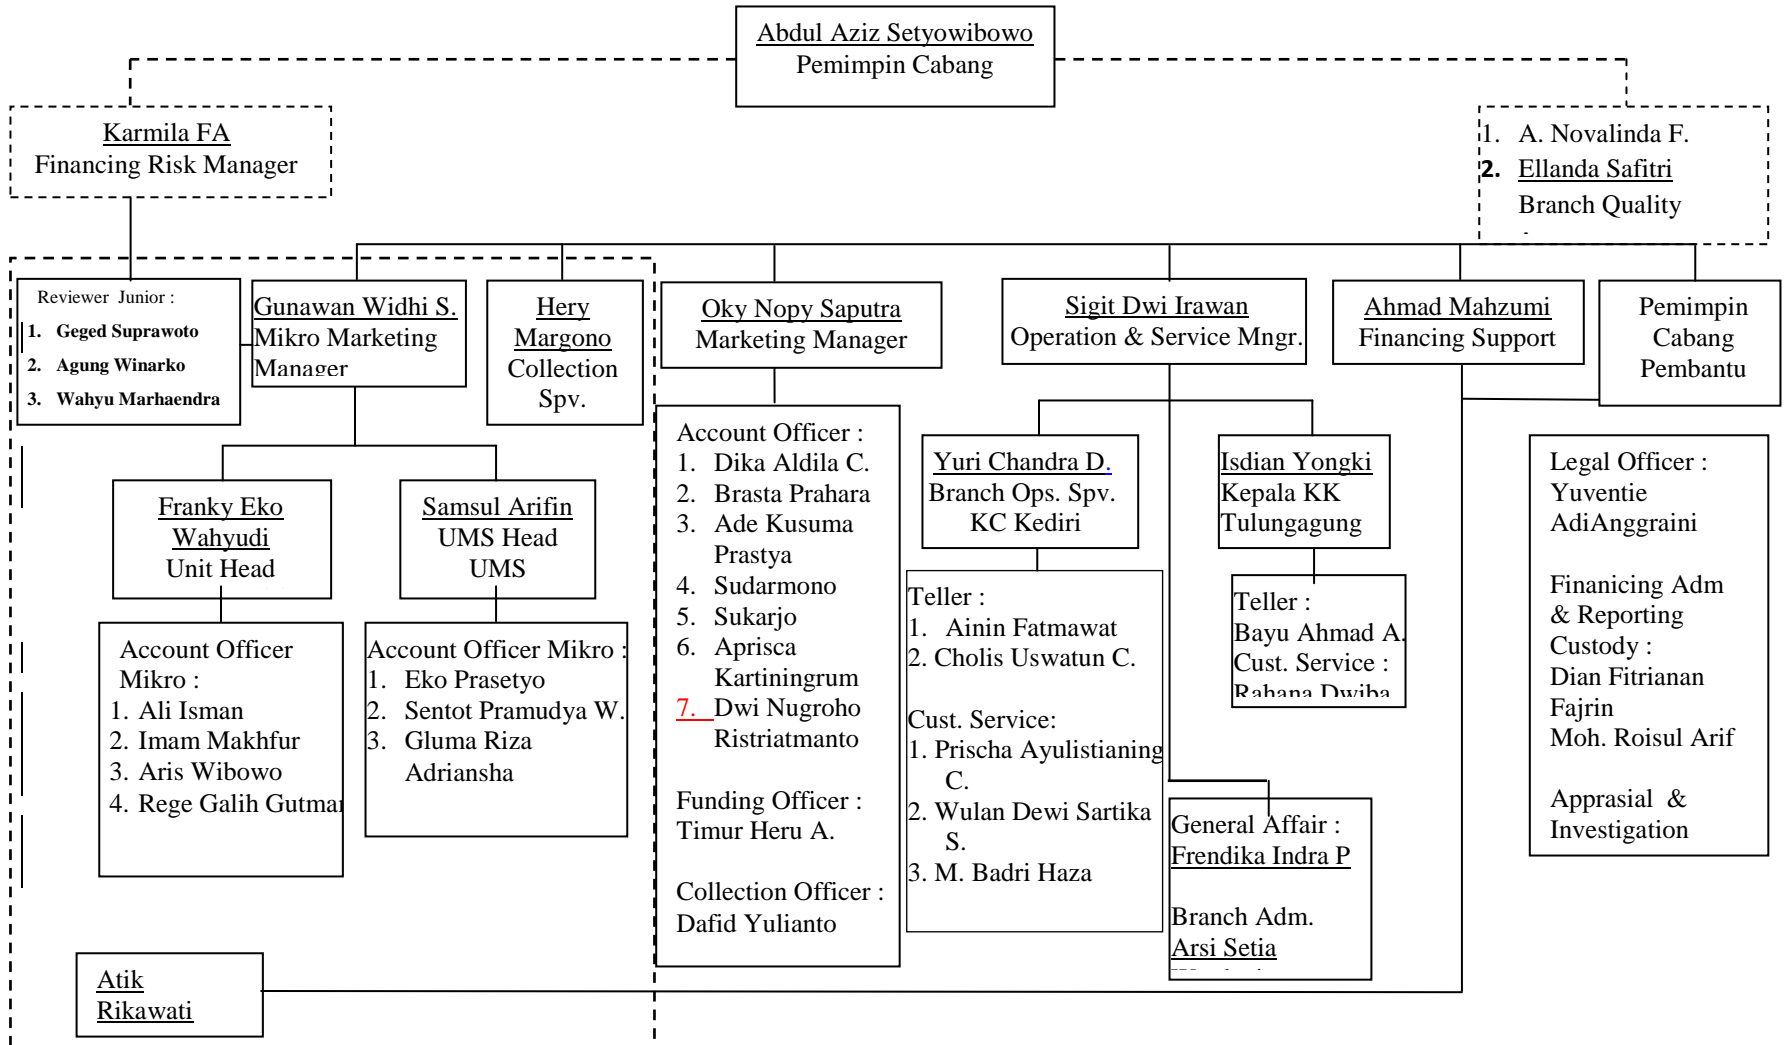 Abdul Aziz Setyowibowo
Pemimpin Cabang
Karmila FA
Financing Risk Manager
1. A. Novalinda F.
2. Ellanda Safitri
Branch Quality
Reviewer Junior :
1. Geged Suprawoto
2. Agung Winarko
3. Wahyu Marhaendra
Gunawan Widhi S.
Mikro Marketing
Manager
Hery
Margono
Collection
Spv.
Oky Nopy Saputra
Marketing Manager
Sigit Dwi Irawan
Operation & Service Mngr.
Ahmad Mahzumi
Financing Support
Pemimpin
Cabang
Pembantu
Franky Eko
Wahyudi
Unit Head
Samsul Arifin
UMS Head
UMS
Account Officer
Mikro :
1. Ali Isman
2. Imam Makhfur
3. Aris Wibowo
4. Rege Galih Gutmar
Account Officer Mikro :
1. Eko Prasetyo
2. Sentot Pramudya W.
3. Gluma Riza
Adriansha
Account Officer :
1. Dika Aldila C.
2. Brasta Prahara
3. Ade Kusuma
Prastya
4. Sudarmono
5. Sukarjo
6. Aprisca
Kartiningrum
7. Dwi Nugroho
Ristriatmanto
Funding Officer :
Timur Heru A.
Collection Officer :
Dafid Yulianto
Yuri Chandra D.
Branch Ops. Spv.
KC Kediri
Teller :
1. Ainin Fatmawat
2. Cholis Uswatun C.
Cust. Service:
1. Prischa Ayulistianing
C.
2. Wulan Dewi Sartika
S.
3. M. Badri Haza
Isdian Yongki
Kepala KK
Tulungagung
Teller :
Bayu Ahmad A.
Cust. Service :
Rahana Dwiba
General Affair :
Frendika Indra P
Branch Adm.
Arsi Setia
Legal Officer :
Yuventie
AdiAnggraini
Finanicing Adm
& Reporting
Custody :
Dian Fitrianan
Fajrin
Moh. Roisul Arif
Apprasial &
Investigation
Atik
Rikawati